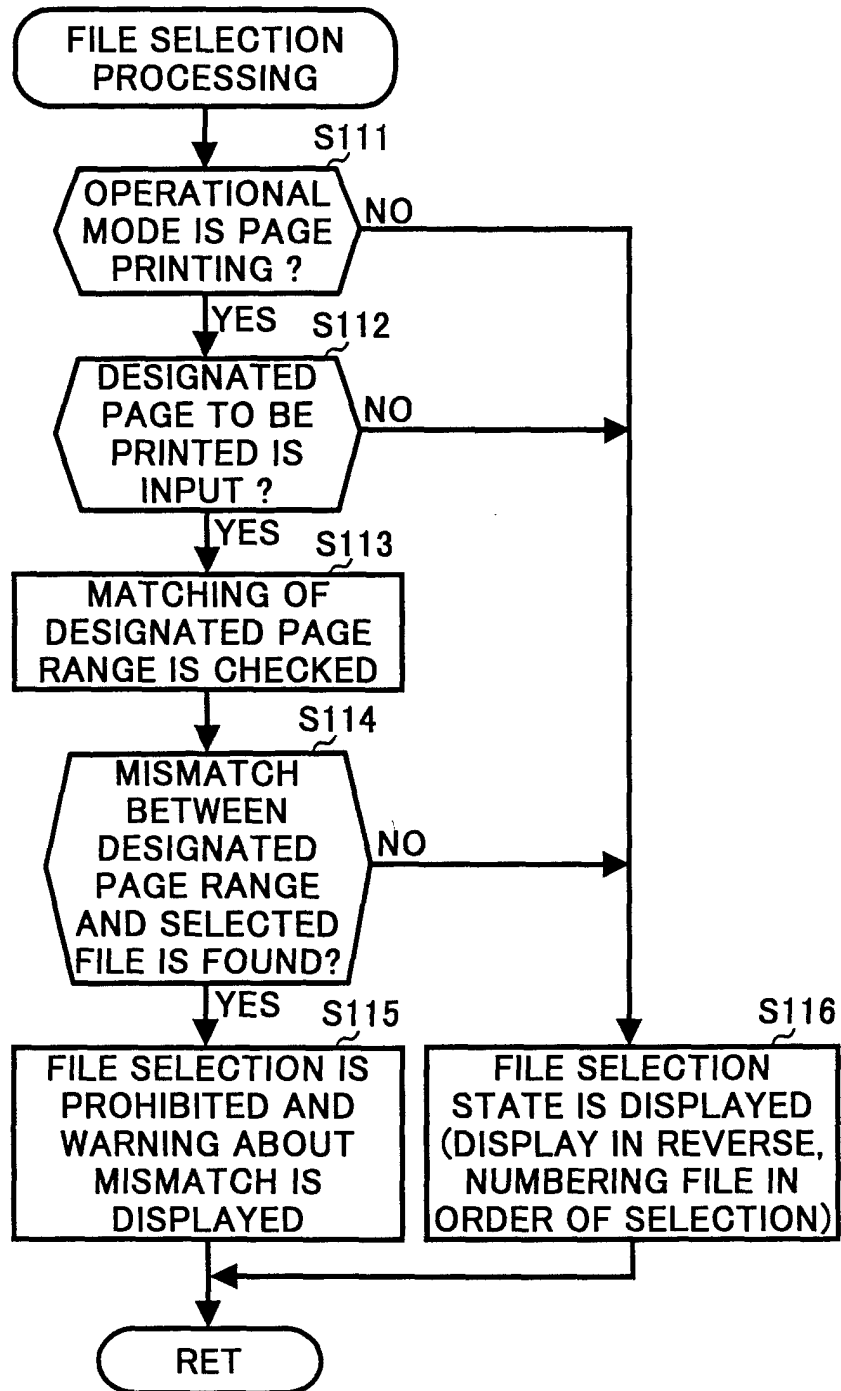 FILE SELECTION
PROCESSING
S111
OPERATIONAL
MODE IS PAGE
PRINTING ?
NO
YES
S112
DESIGNATED
PAGE TO BE
PRINTED IS
INPUT ?
NO
YES
S113
MATCHING OF
DESIGNATED PAGE
RANGE IS CHECKED
S114
MISMATCH
BETWEEN
DESIGNATED
PAGE RANGE
AND SELECTED
FILE IS FOUND?
NO
YES
S115
FILE SELECTION IS
PROHIBITED AND
WARNING ABOUT
MISMATCH IS
DISPLAYED
S116
FILE SELECTION
STATE IS DISPLAYED
(DISPLAY IN REVERSE,
NUMBERING FILE IN
ORDER OF SELECTION)
RET